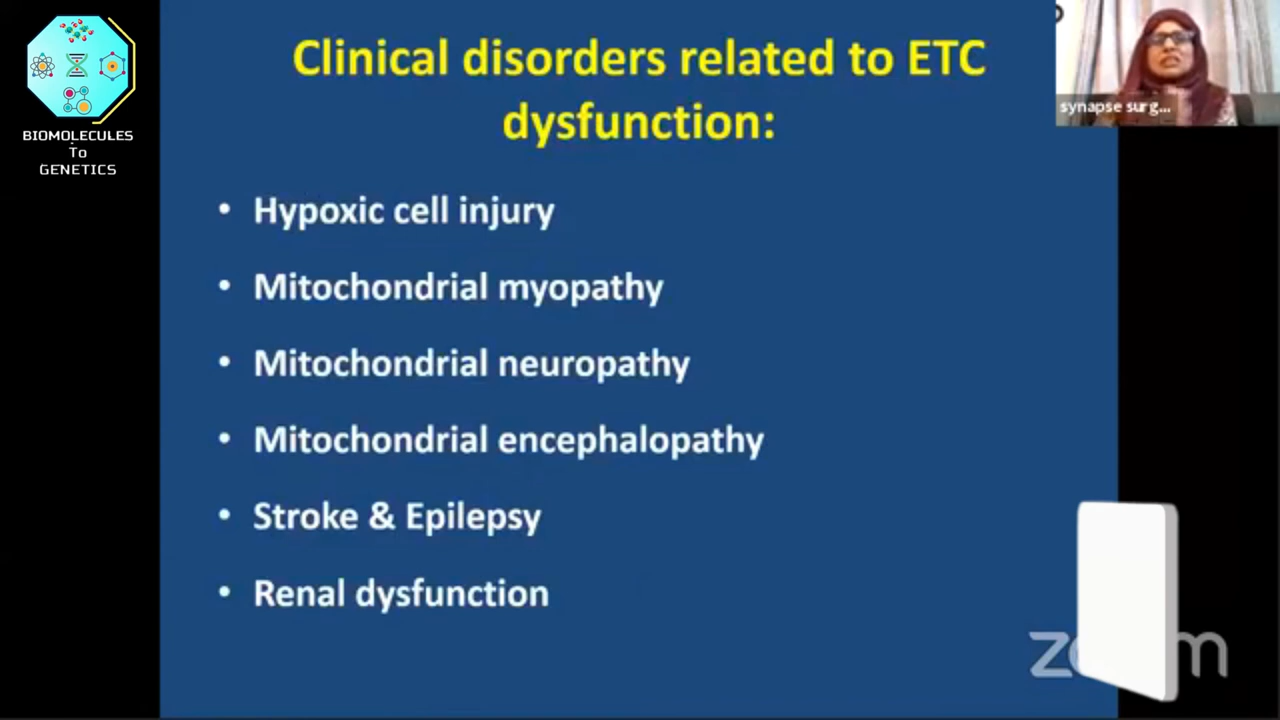 BIOMOLECULES
To
GENETICS
Clinical disorders related to ETC
dysfunction:
synapse surg...
• Hypoxic cell injury
• Mitochondrial myopathy
• Mitochondrial neuropathy
• Mitochondrial encephalopathy
• Stroke & Epilepsy
• Renal dysfunction